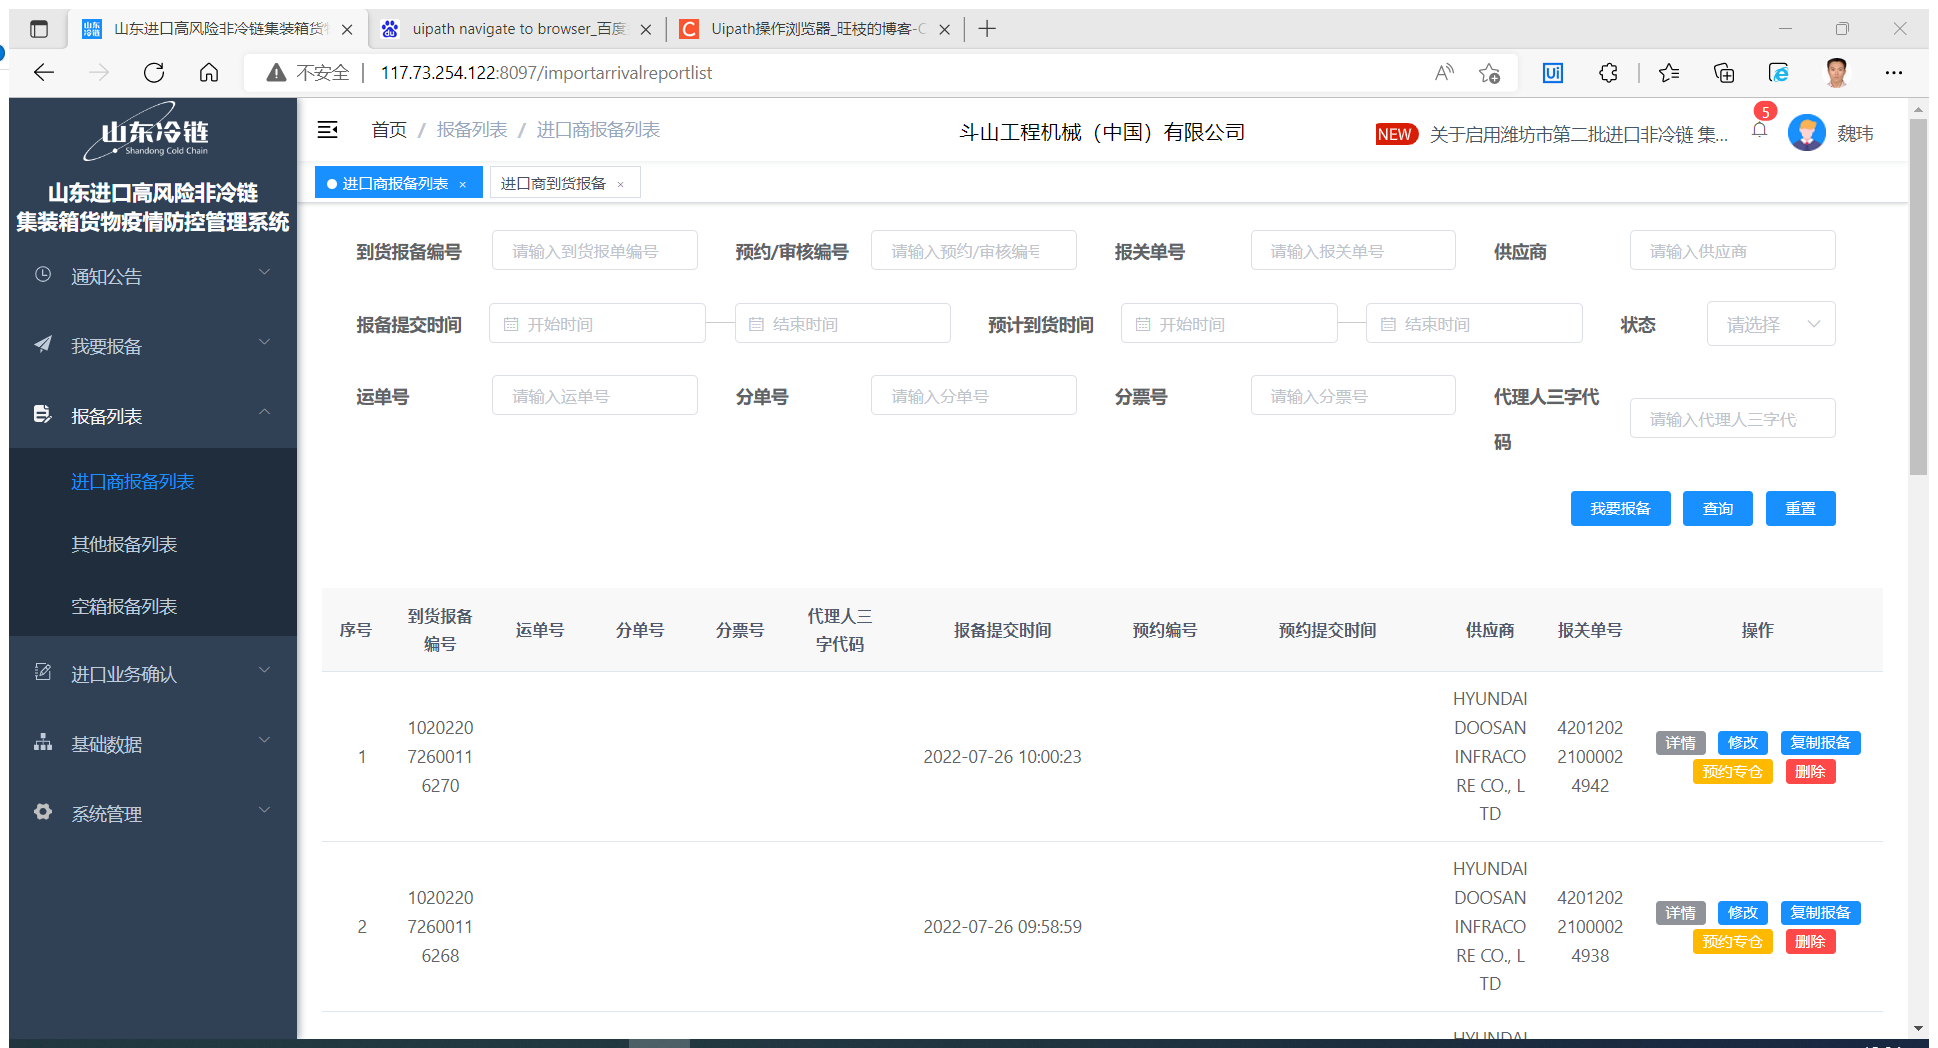 山东进口高风险非冷链集装箱货
uipath navigate to browser_百度
Uipath操作浏览器_旺枝的博客-C
不安全
117.73.254.122:8097/importarrivalreportlist
山东冷链
Shandong Cold Chain
山东进口高风险非冷链
集装箱货物疫情防控管理系统
通知公告
我要报备
报备列表
进口商报备列表
其他报备列表
空箱报备列表
进口业务确认
基础数据
系统管理
首页 / 报备列表 / 进口商报备列表
斗山工程机械（中国）有限公司
NEW 关于启用潍坊市第二批进口非冷链 集...
5
魏玮
进口商报备列表 ×
进口商到货报备 ×
到货报备编号 请输入到货报单编号 预约/审核编号 请输入预约/审核编号 报关单号 请输入报关单号 供应商 请输入供应商
报备提交时间 开始时间 结束时间 预计到货时间 开始时间 结束时间 状态 请选择
运单号 请输入运单号 分单号 请输入分单号 分票号 请输入分票号 代理人三字代
码 请输入代理人三字代
我要报备 查询 重置
序号 到货报备
编号 运单号 分单号 分票号 代理人三
字代码 报备提交时间 预约编号 预约提交时间 供应商 报关单号 操作
1
1020220
7260011
6270
2022-07-26 10:00:23
HYUNDAI
DOOSAN
INFRACO
RE CO., L
TD
4201202
2100002
4942
详情 修改 复制报备
预约专仓 删除
2
1020220
7260011
6268
2022-07-26 09:58:59
HYUNDAI
DOOSAN
INFRACO
RE CO., L
TD
4201202
2100002
4938
详情 修改 复制报备
预约专仓 删除
HYUNDAI